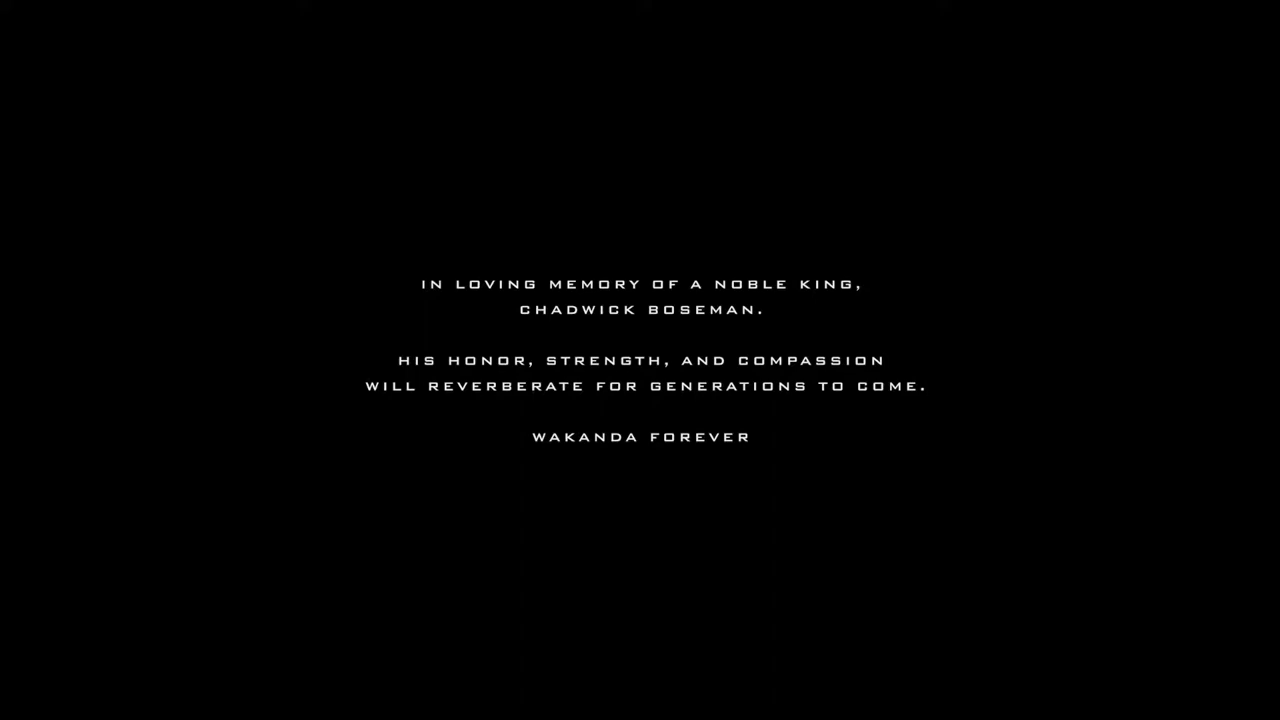 IN LOVING MEMORY OF A NOBLE KING,
CHADWICK BOSEMAN.
HIS HONOR, STRENGTH, AND COMPASSION
WILL REVERBERATE FOR GENERATIONS TO COME.
WAKANDA FOREVER